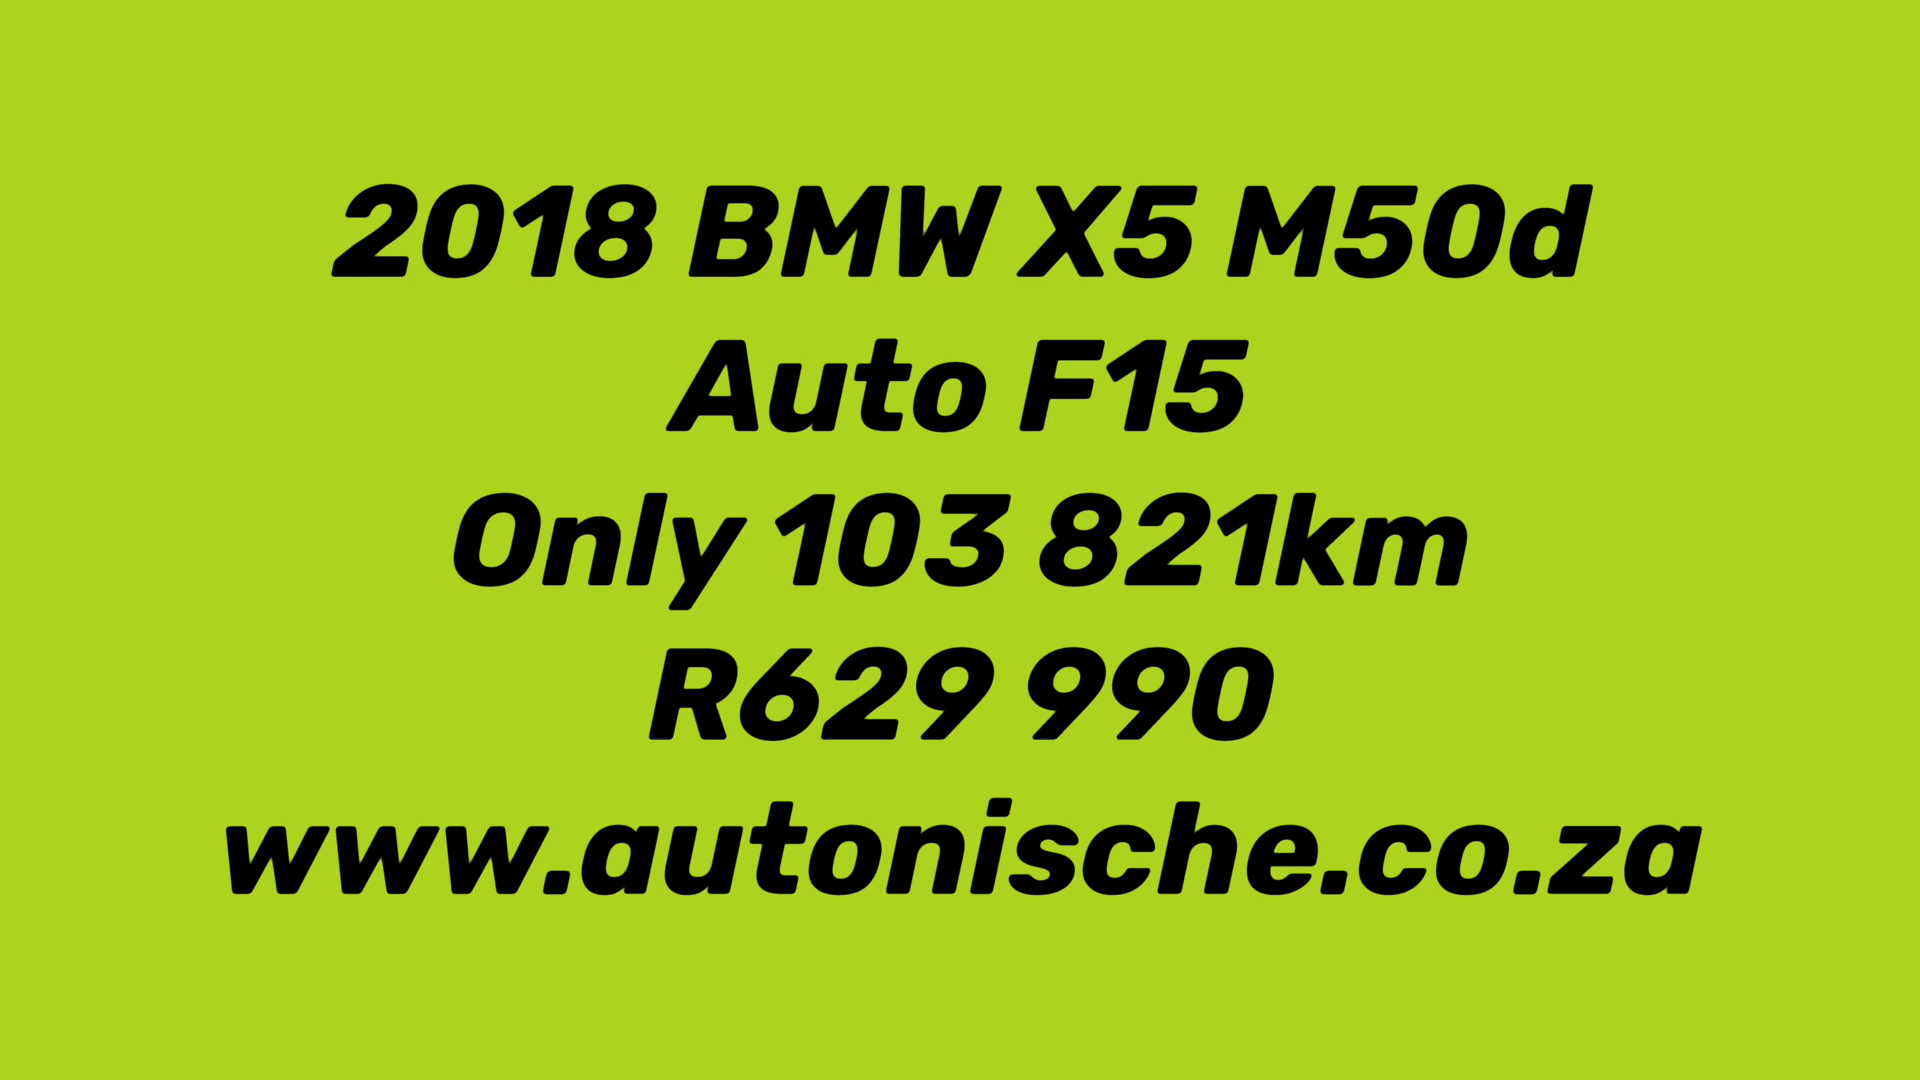 2018 BMW X5 M50d
Auto F15
Only 103 821km
R629 990
www.autonische.co.za